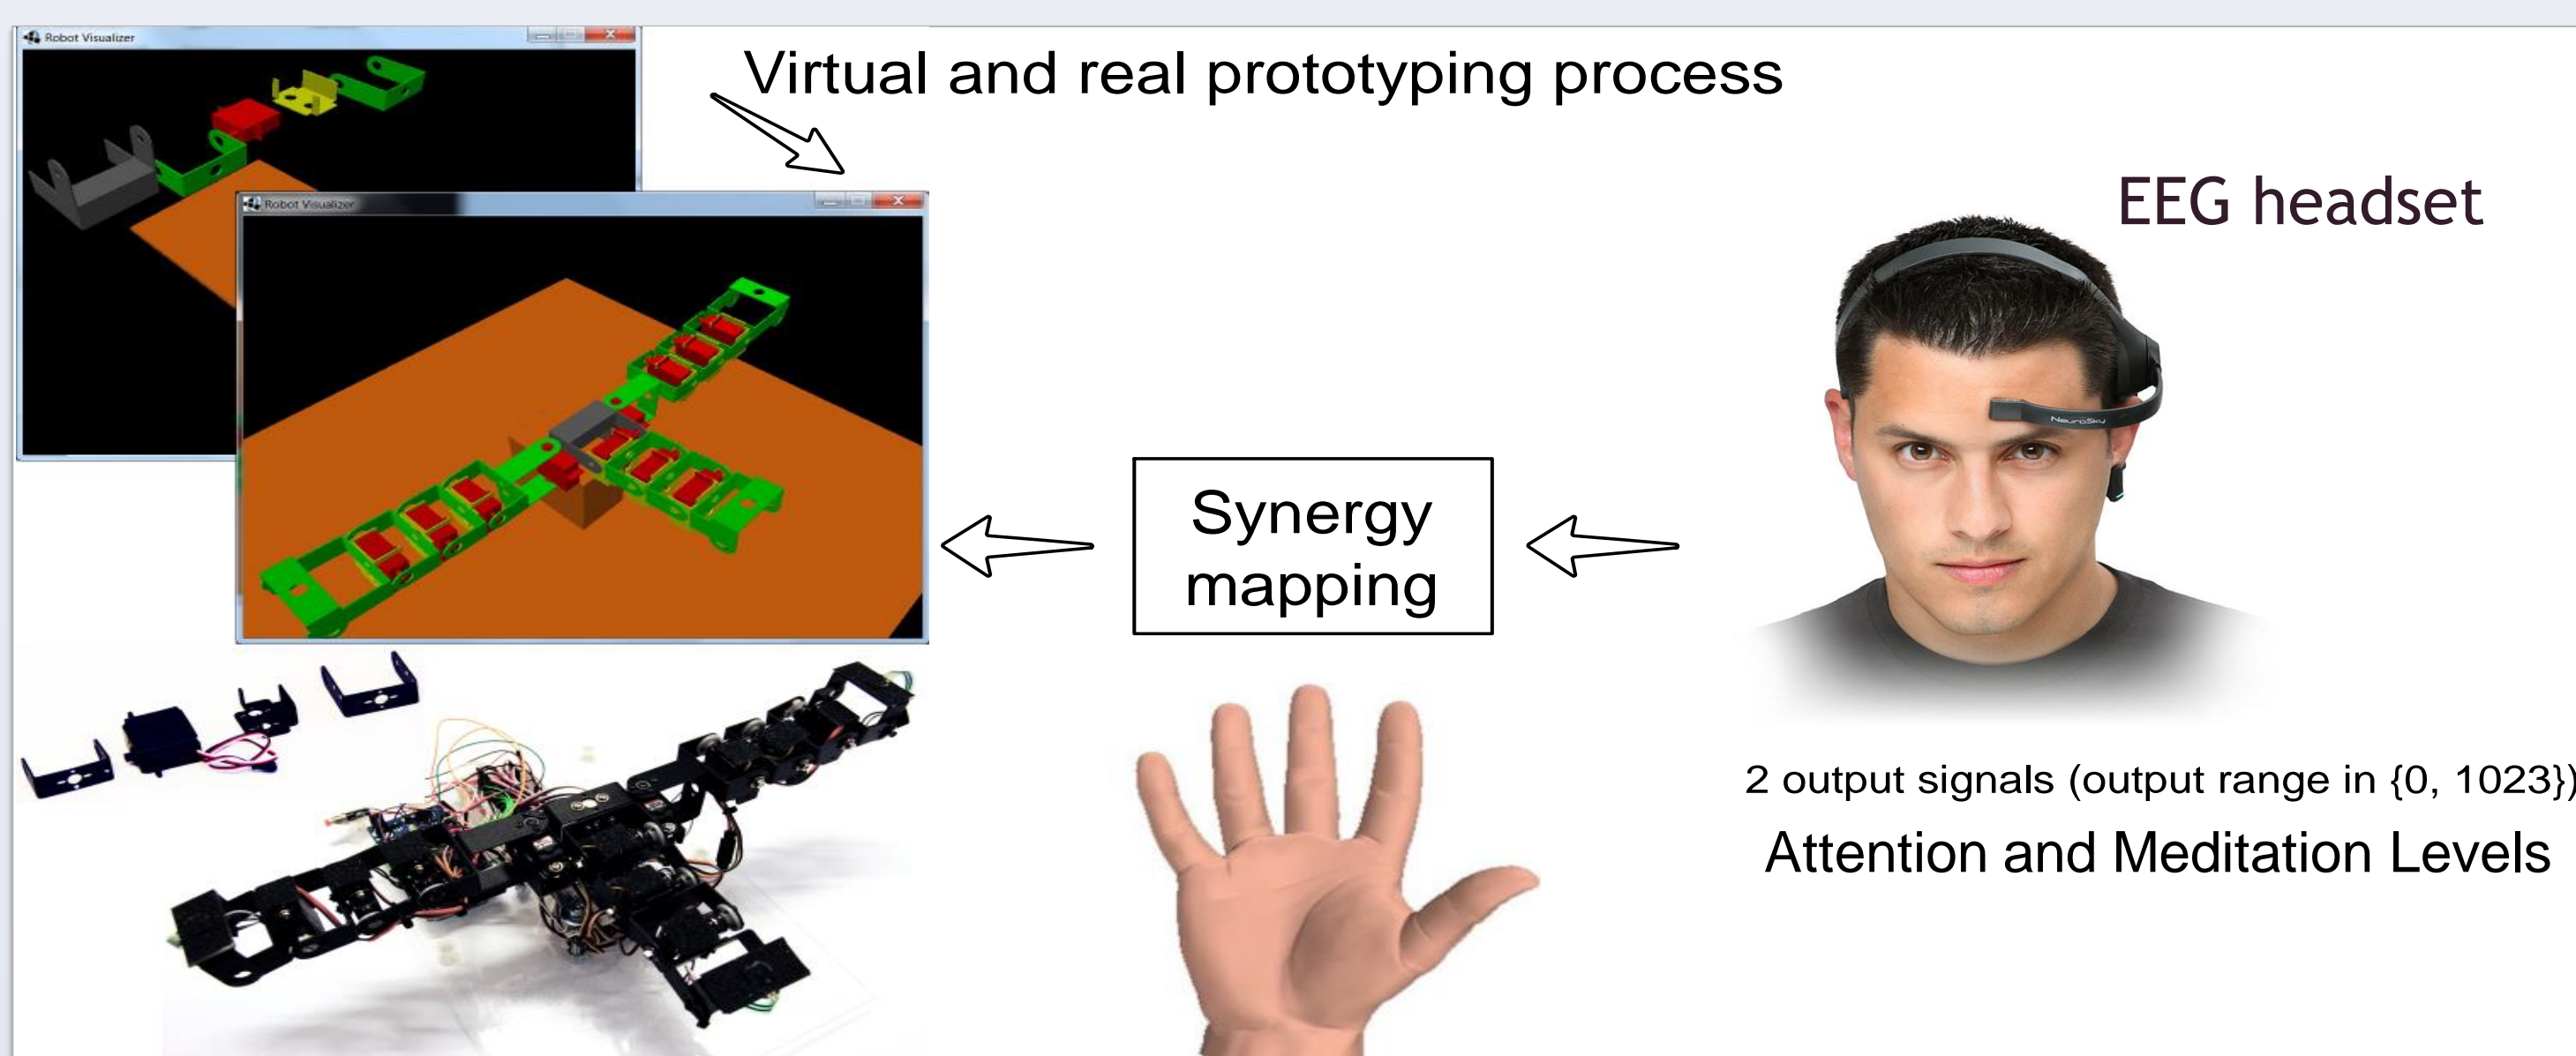 Robot Visualizer
Virtual and real prototyping process
Robot Visualizer
EEG headset
NeuroSky
Synergy
mapping
2 output signals (output range in {0, 1023})
Attention and Meditation Levels